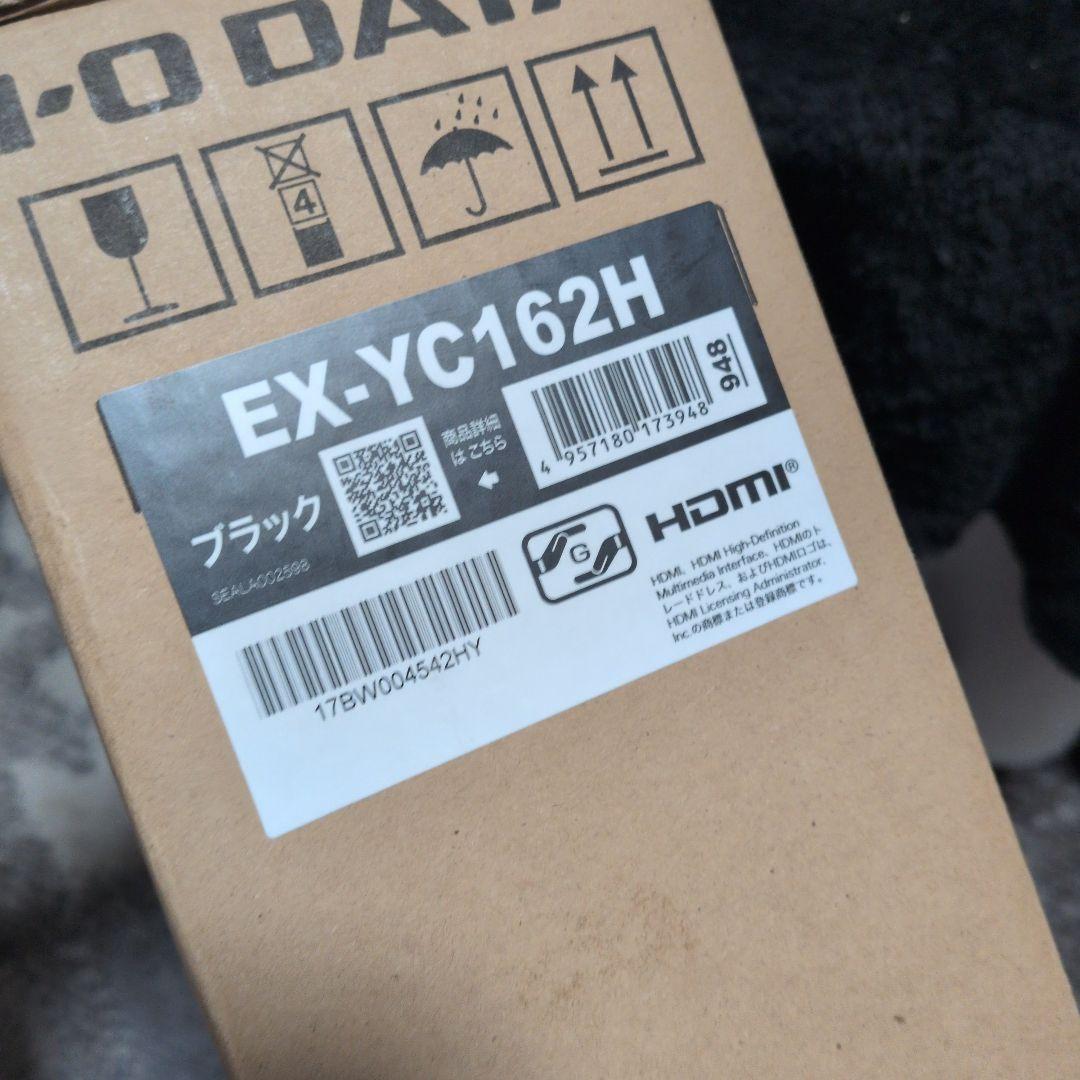 I-O DATA
4
EX-YC162H
ブラック
商品詳細
はこちら
948
4 957180 173948
SEALA002598
G
HDMI®
17BW004542HY
HDMI、HDMI High-Definition
Multimedia Interface、HDMIのト
レードドレス、およびHDMIロゴは、
HDMI Licensing Administrator,
Inc.の商標または登録商標です。